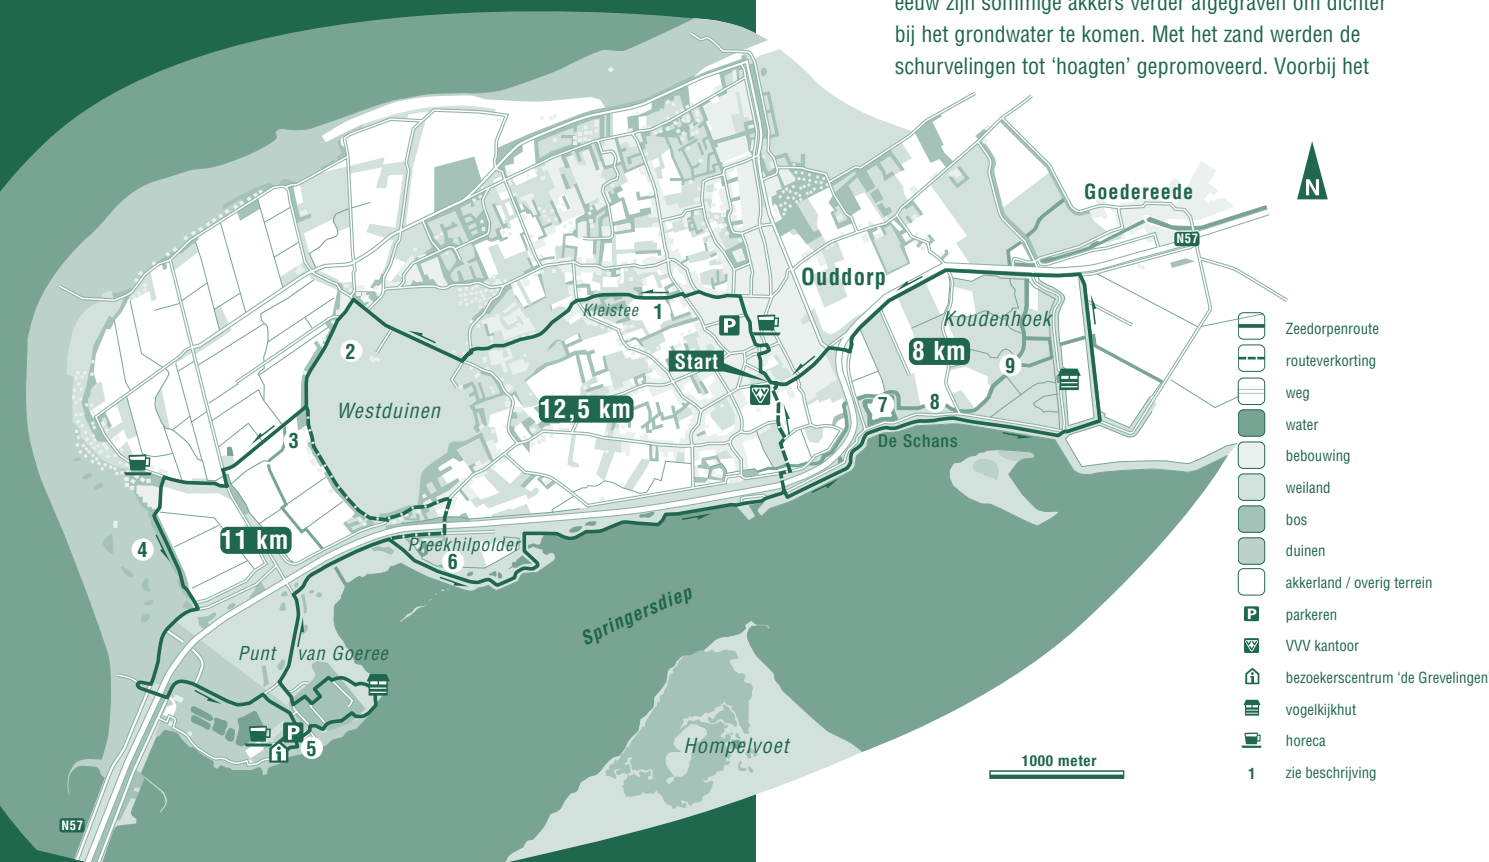 eeuw zijn sommige akkers verder afgegraven om dichter
bij het grondwater te komen. Met het zand werden de
schurvelingen tot ‘hoagten’ gepromoveerd. Voorbij het
N
Goedereede
N57
Ouddorp
Kleistee
1
P
Koudenhoek
2
Start
8 km
9
Westduinen
12,5 km
VVV
7
8
3
De Schans
4
11 km
Preekhilpolder
6
Springersdiep
Punt van Goeree
P
5
i
Hompelvoet
1000 meter
N57
Zeedorpenroute
routeverkorting
weg
water
bebouwing
weiland
bos
duinen
akkerland / overig terrein
P parkeren
VVV kantoor
i bezoekerscentrum ‘de Grevelingen
vogelkijkhut
horeca
1 zie beschrijving